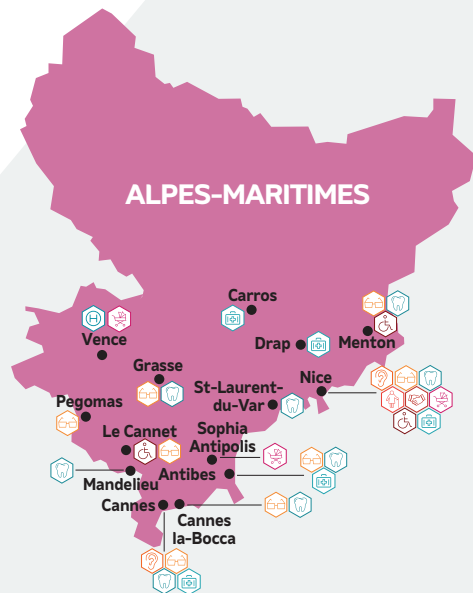 ALPES-MARITIMES
Carros
Vence
Drap
Menton
Grasse
Nice
St-Laurent-
du-Var
Pegomas
Le Cannet
Sophia
Antipolis
Mandelieu
Antibes
Cannes
Cannes
la-Bocca
H